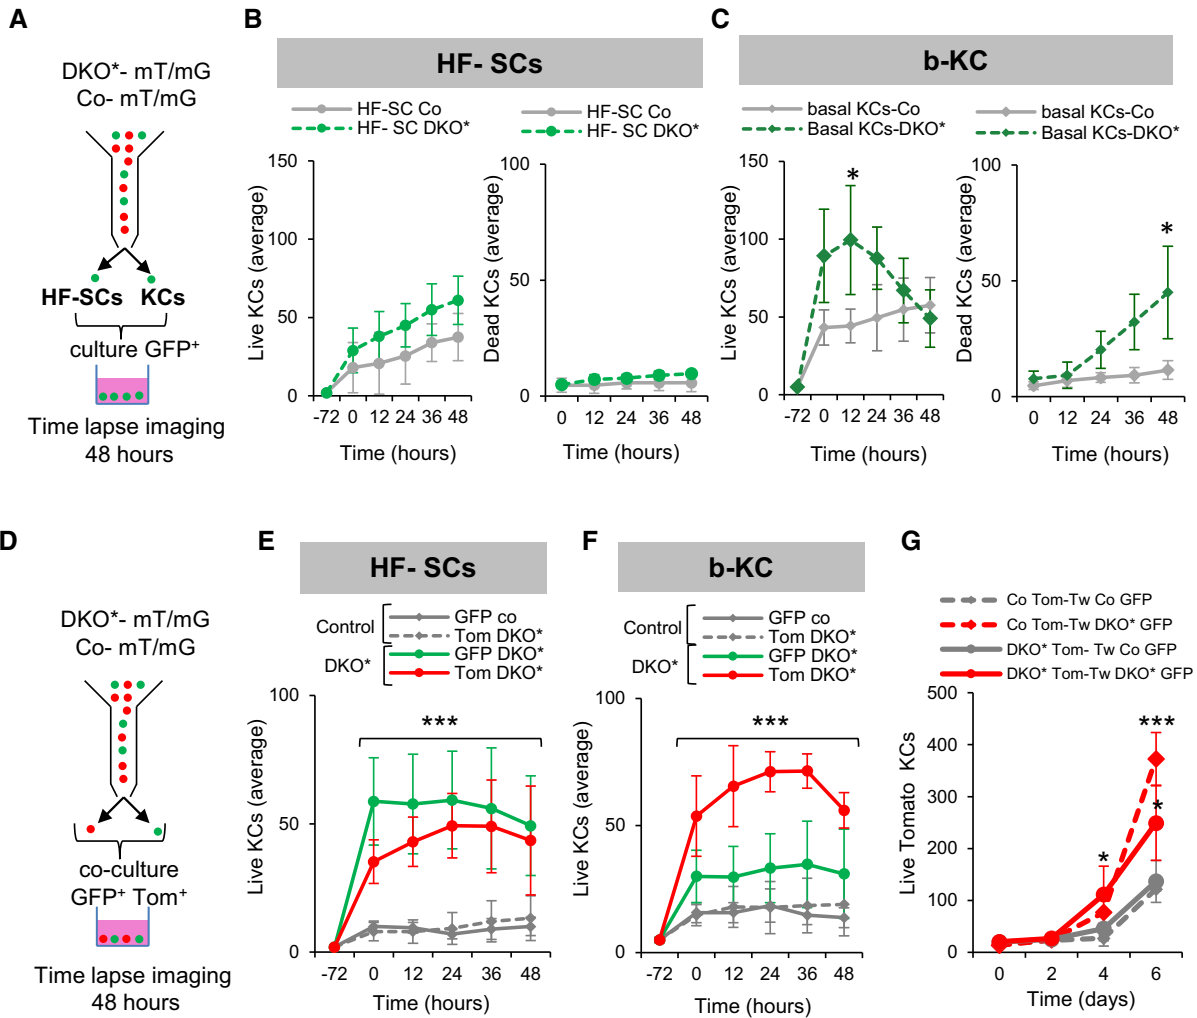 A
DKO*- mT/mG
Co- mT/mG
HF-SCs KCs
culture GFP+
Time lapse imaging
48 hours
B
HF- SCs
HF-SC Co
HF- SC DKO*
Live KCs (average)
150
100
50
0
-72 0 12 24 36 48
Time (hours)
HF-SC Co
HF- SC DKO*
Dead KCs (average)
100
50
0
0 12 24 36 48
Time (hours)
C
b-KC
basal KCs-Co
Basal KCs-DKO*
Live KCs (average)
150
100
50
0
*
-72 0 12 24 36 48
Time (hours)
basal KCs-Co
Basal KCs-DKO*
Dead KCs (average)
100
50
0
*
0 12 24 36 48
Time (hours)
D
DKO*- mT/mG
Co- mT/mG
co-culture
GFP+ Tom+
Time lapse imaging
48 hours
E
HF- SCs
Control
GFP co
Tom DKO*
DKO*
GFP DKO*
Tom DKO*
Live KCs (average)
100
50
0
***
-72 0 12 24 36 48
Time (hours)
F
b-KC
Control
GFP co
Tom DKO*
DKO*
GFP DKO*
Tom DKO*
Live KCs (average)
100
50
0
***
-72 0 12 24 36 48
Time (hours)
G
Co Tom-Tw Co GFP
Co Tom-Tw DKO* GFP
DKO* Tom- Tw Co GFP
DKO* Tom-Tw DKO* GFP
Live Tomato KCs
500
400
300
200
100
0
***
*
*
0 2 4 6
Time (days)